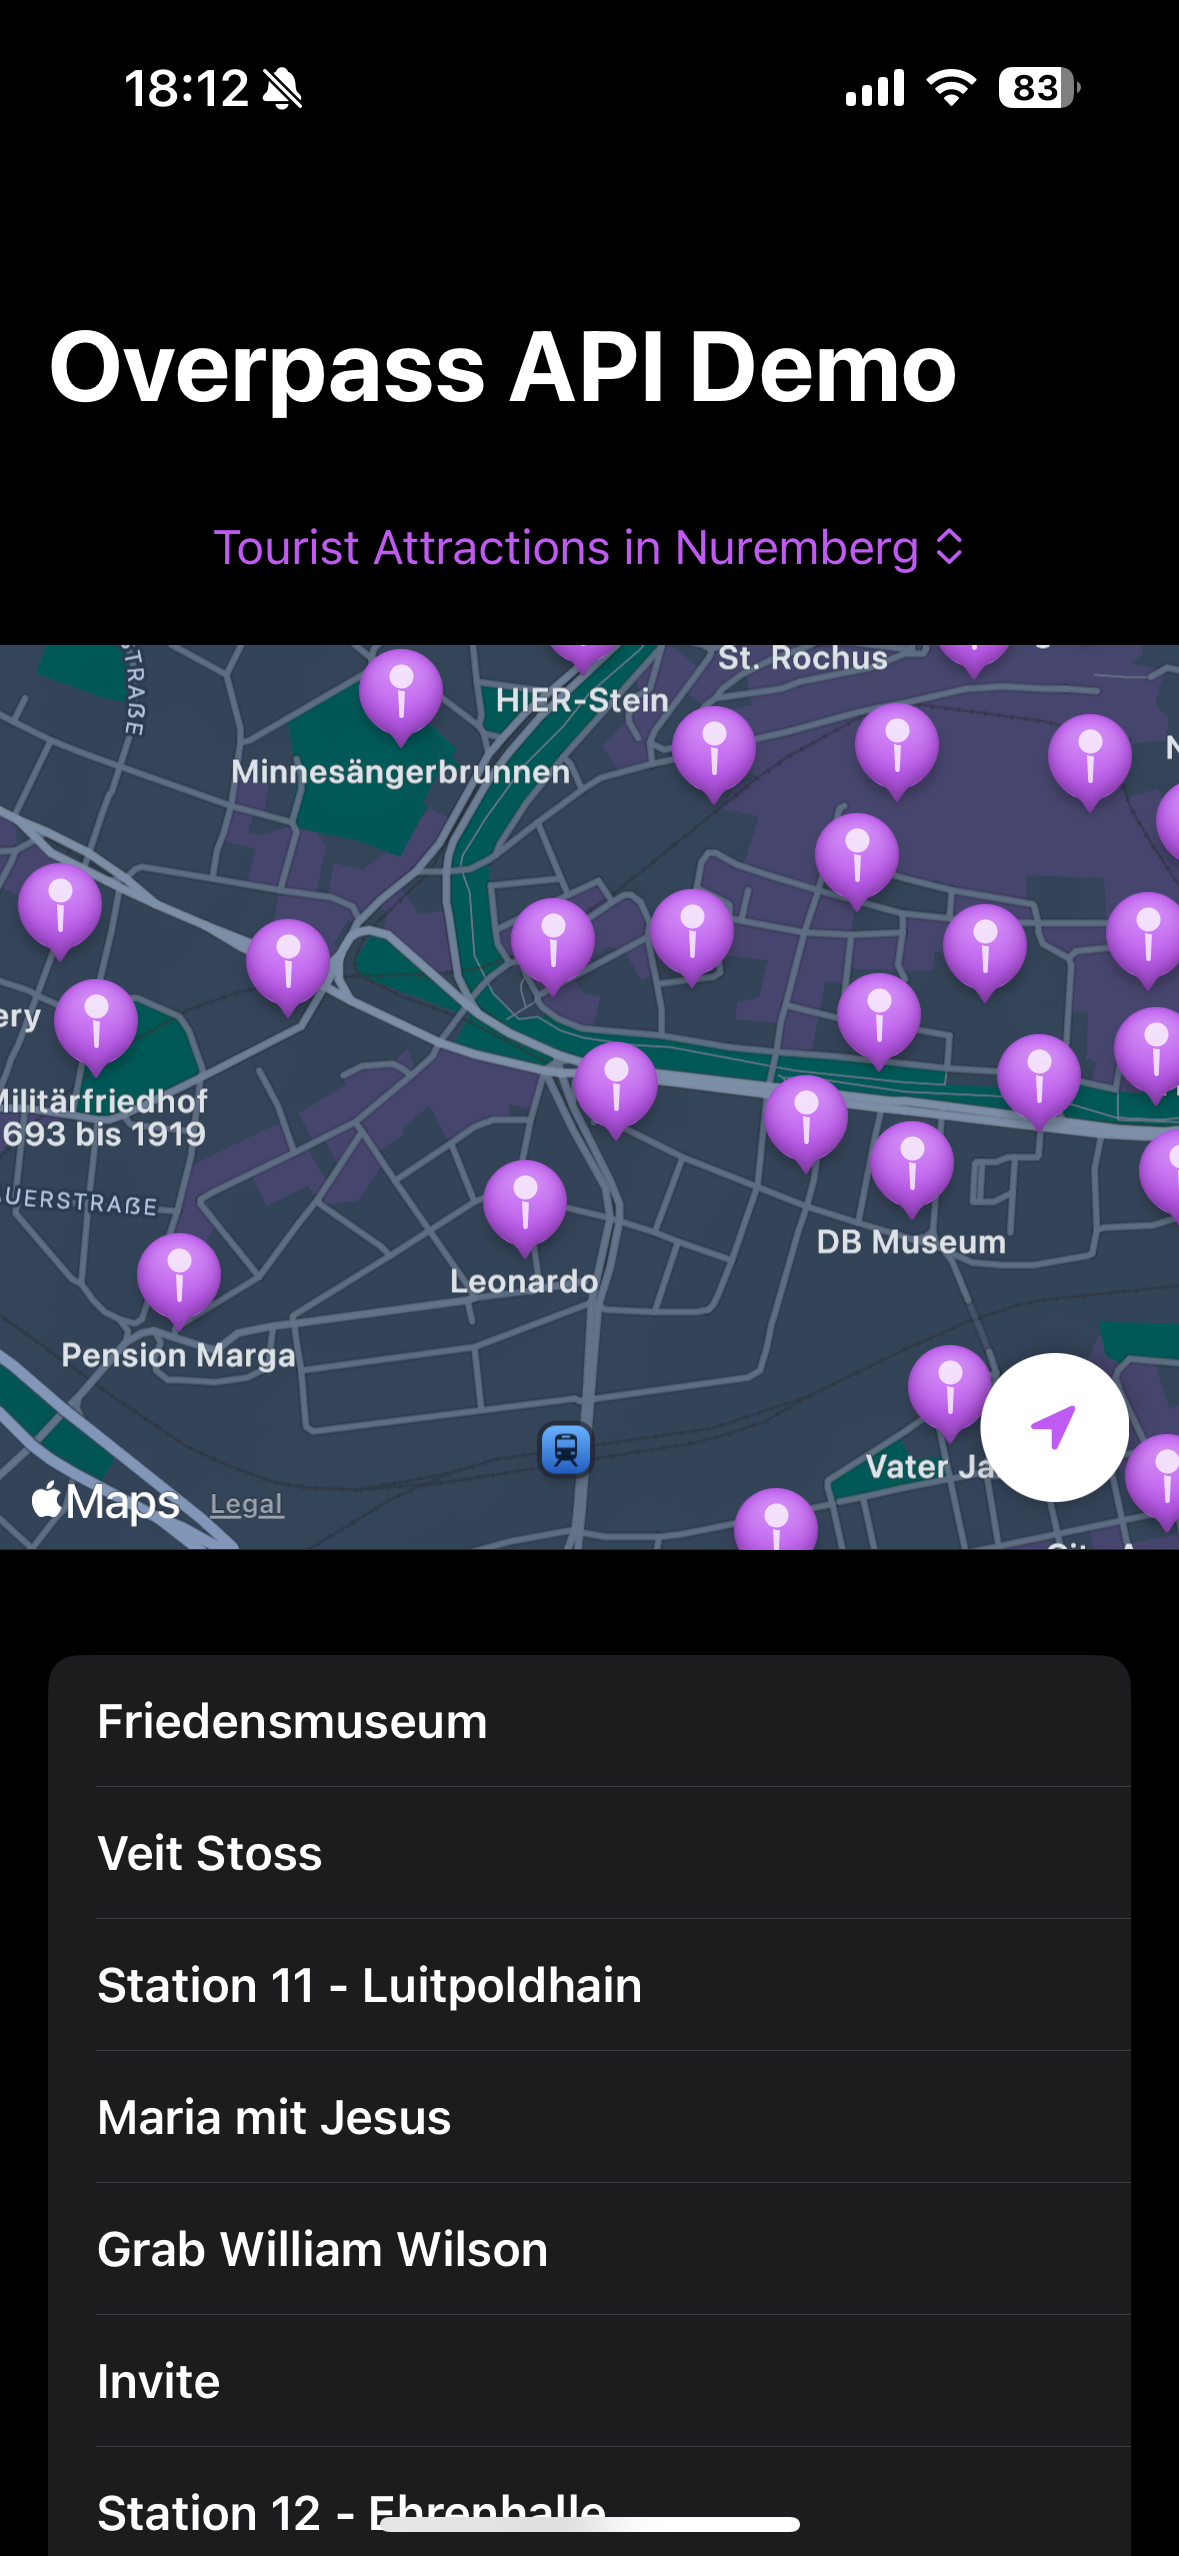 18:12
83
Overpass API Demo
Tourist Attractions in Nuremberg
STRAßE
St. Rochus
HIER-Stein
Minnesängerbrunnen
ery
Militärfriedhof
693 bis 1919
AUERSTRAßE
DB Museum
Leonardo
Pension Marga
Vater Ja
Maps
Legal
Friedensmuseum
Veit Stoss
Station 11 - Luitpoldhain
Maria mit Jesus
Grab William Wilson
Invite
Station 12 - Ehrenhalle